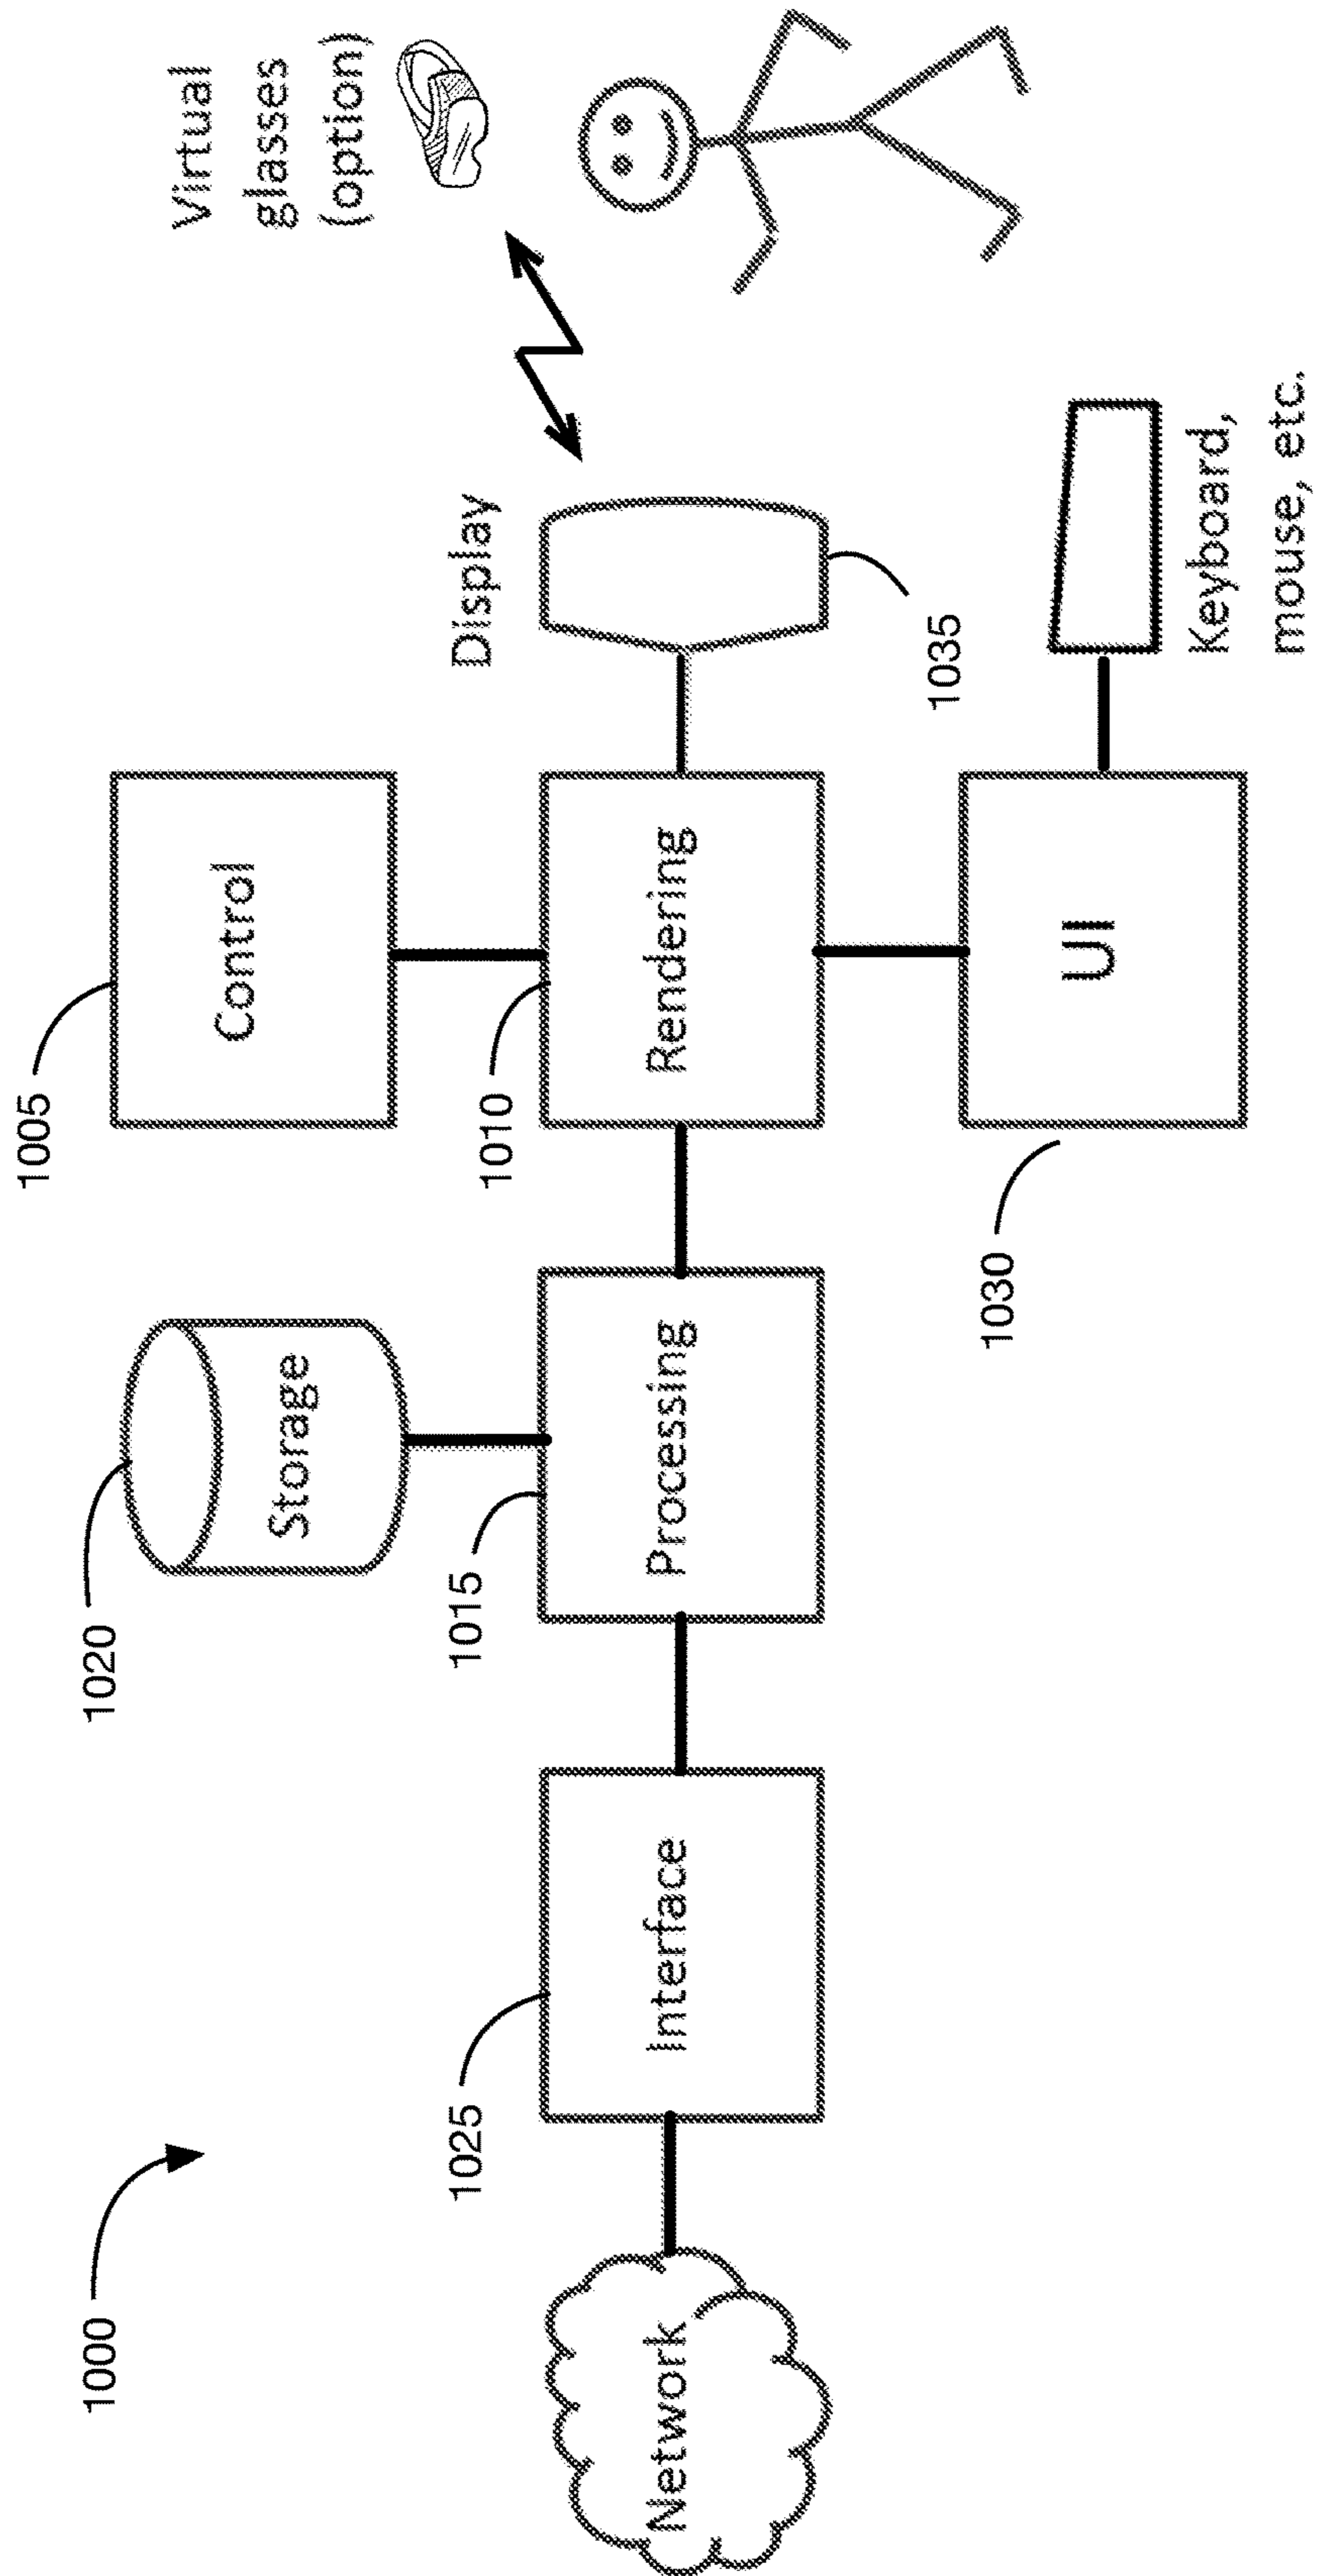 1000
1020
1005
Virtual
glasses
(option)
Control
Storage
1025
1015
1010
Display
Network
Interface
Processing
Rendering
1035
1030
UI
Keyboard,
mouse, etc.